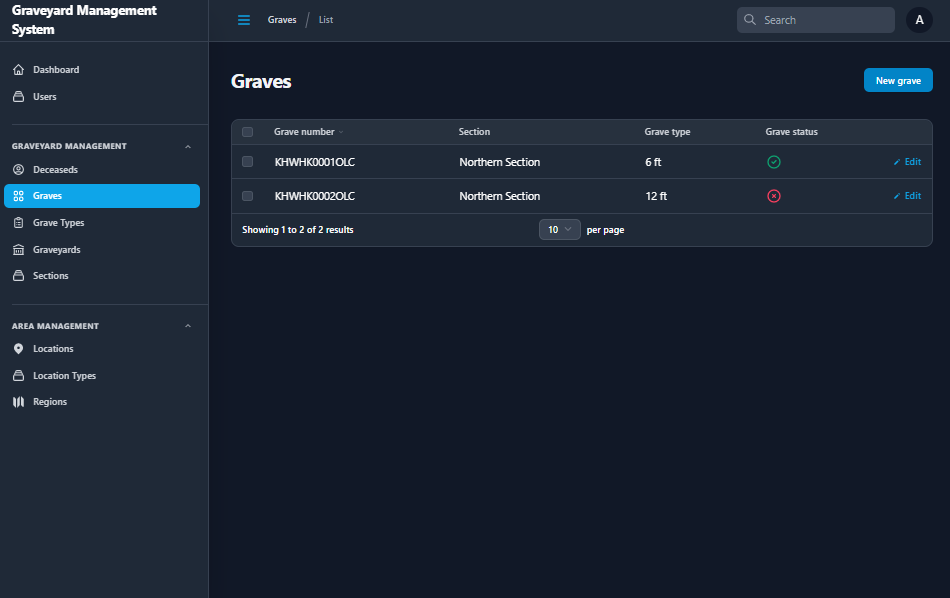 Graveyard Management
System
Graves / List
Search
A
Dashboard
Users
GRAVEYARD MANAGEMENT
Deceaseds
Graves
Grave Types
Graveyards
Sections
AREA MANAGEMENT
Locations
Location Types
Regions
Graves
New grave
Grave number Section Grave type Grave status
KHWHK0001OLC Northern Section 6 ft Edit
KHWHK0002OLC Northern Section 12 ft Edit
Showing 1 to 2 of 2 results 10 per page